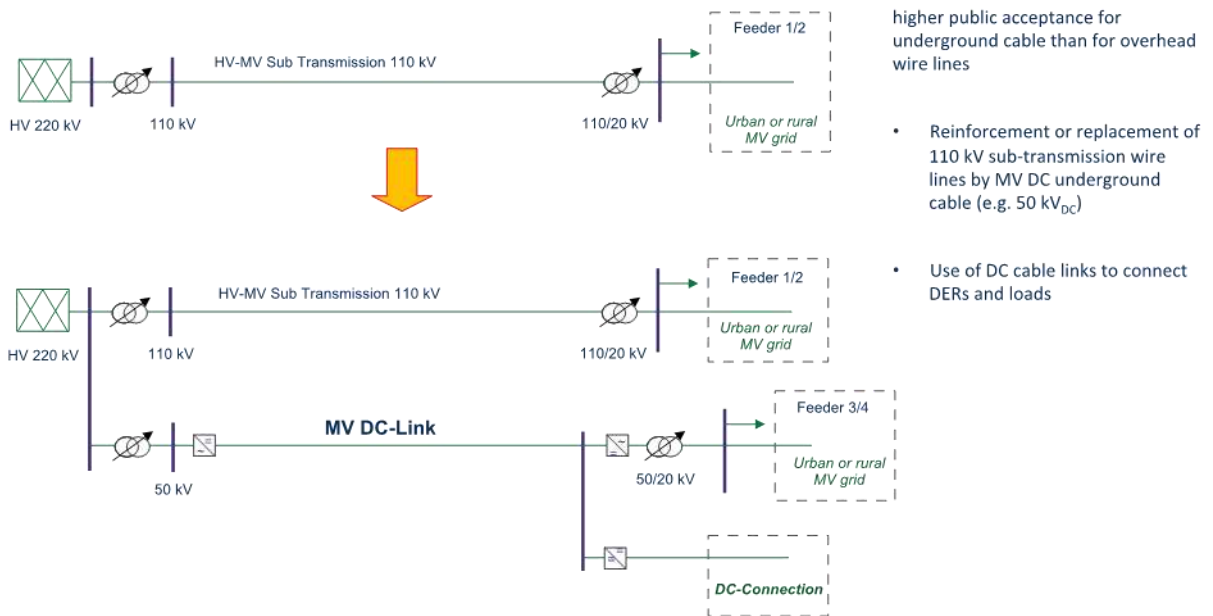 Feeder 1/2
HV-MV Sub Transmission 110 kV
HV 220 kV
110 kV
110/20 kV
Urban or rural
MV grid
HV-MV Sub Transmission 110 kV
Feeder 1/2
HV 220 kV
110 kV
110/20 kV
Urban or rural
MV grid
MV DC-Link
Feeder 3/4
50 kV
50/20 kV
Urban or rural
MV grid
DC-Connection
higher public acceptance for
underground cable than for overhead
wire lines
• Reinforcement or replacement of
110 kV sub-transmission wire
lines by MV DC underground
cable (e.g. 50 kVDC)
• Use of DC cable links to connect
DERs and loads